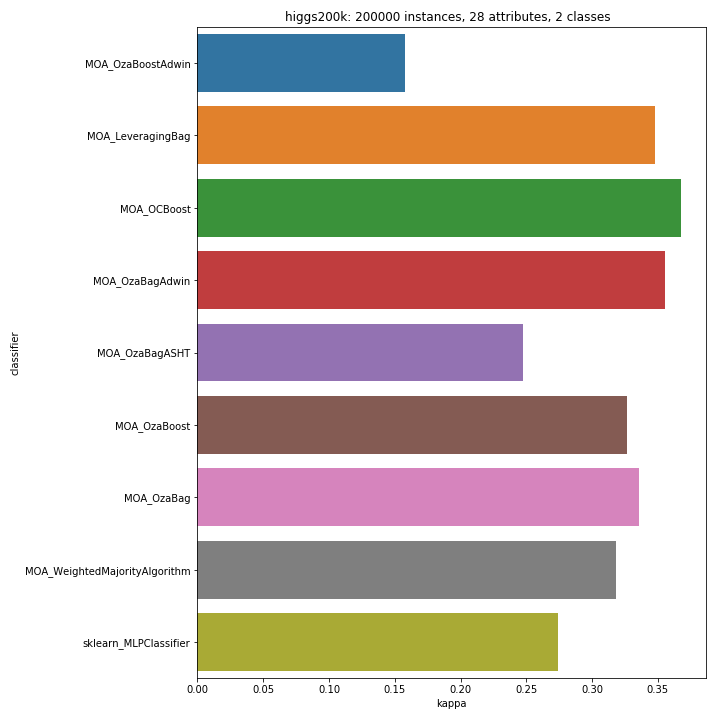 higgs200k: 200000 instances, 28 attributes, 2 classes
MOA_OzaBoostAdwin
MOA_LeveragingBag
MOA_OCBoost
MOA_OzaBagAdwin
MOA_OzaBagASHT
MOA_OzaBoost
MOA_OzaBag
MOA_WeightedMajorityAlgorithm
sklearn_MLPClassifier
classifier
0.00 0.05 0.10 0.15 0.20 0.25 0.30 0.35
kappa